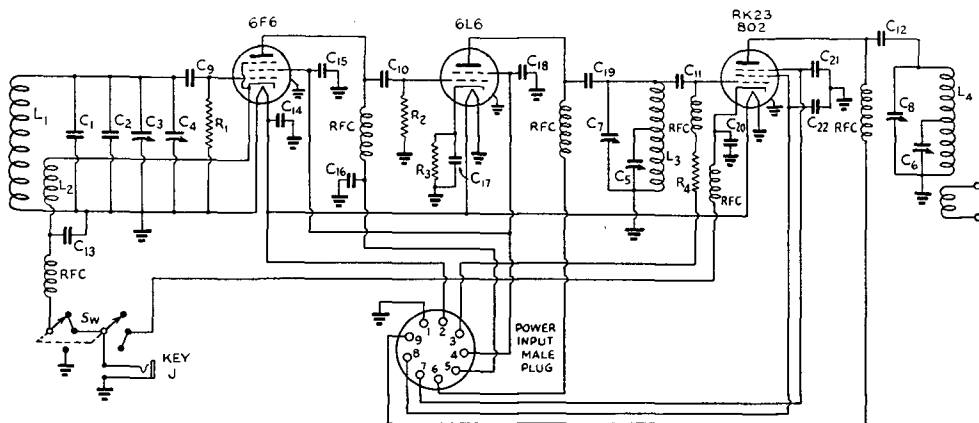 6F6
6L6
RK23
802
C12
C9
C15
C10
C18
C19
C11
C21
L1
C1
C2
C3
C4
R1
C14
RFC
R2
RFC
C7
RFC
C20
C22
RFC
C8
L4
L2
C16
R3
C17
C5
L3
R4
RFC
C6
C13
RFC
SW
KEY
J
1
2
3
4
5
6
7
8
9
POWER
INPUT
MALE
PLUG